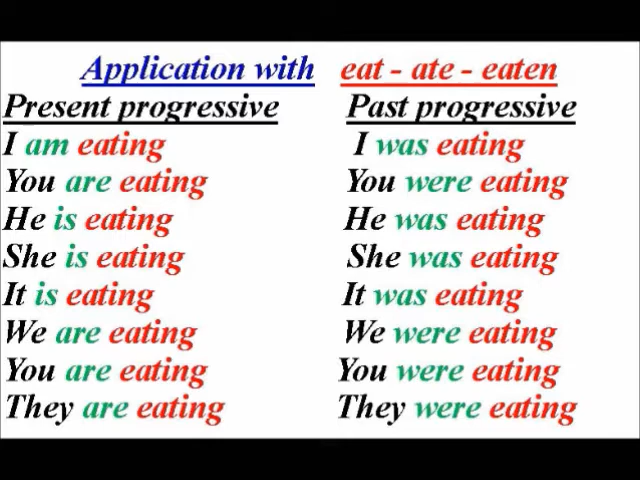 Application with eat - ate - eaten
Present progressive Past progressive
I am eating I was eating
You are eating You were eating
He is eating He was eating
She is eating She was eating
It is eating It was eating
We are eating We were eating
You are eating You were eating
They are eating They were eating